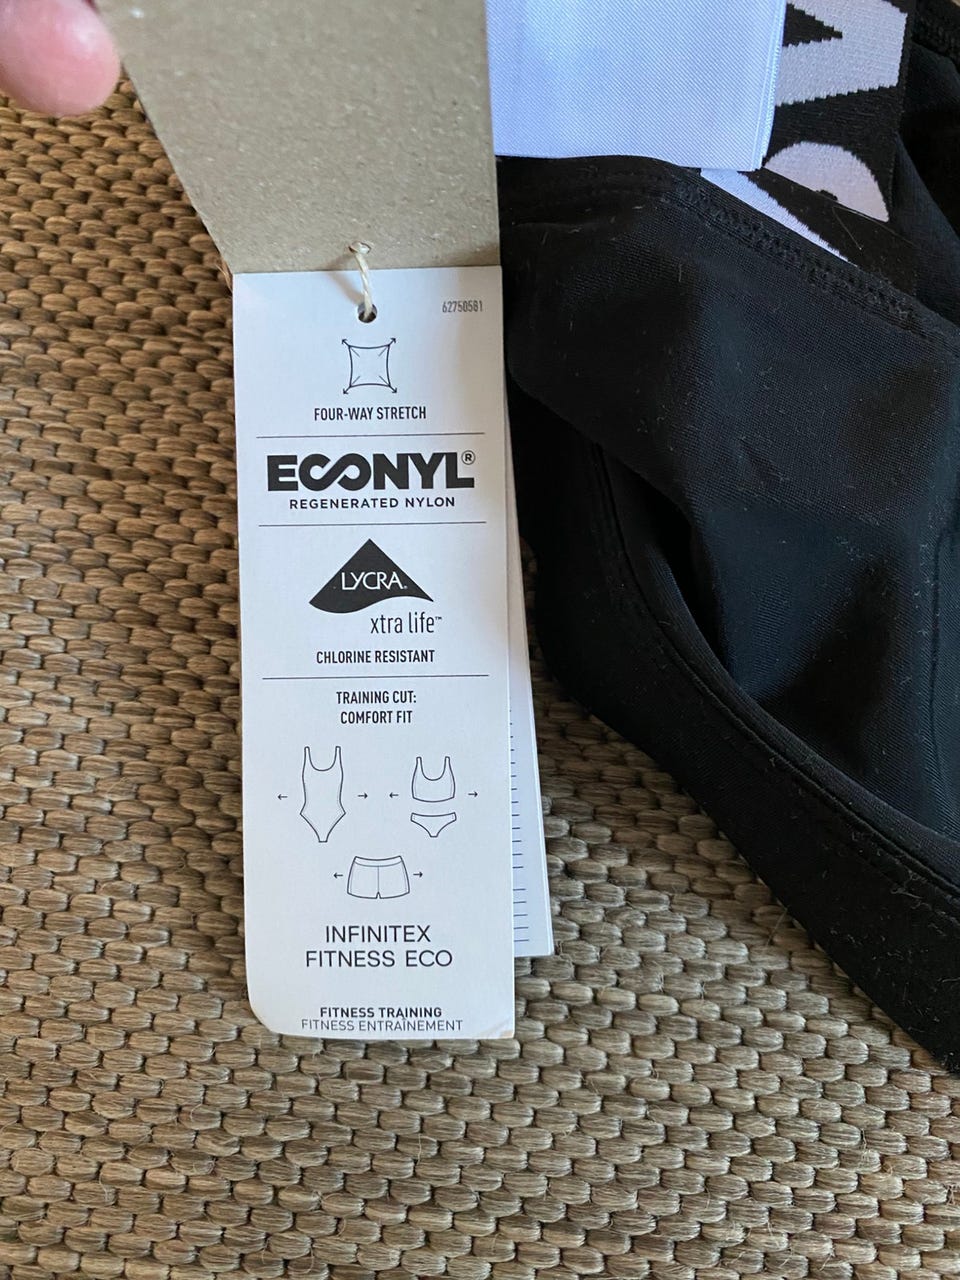 62750581
FOUR-WAY STRETCH
ECONYL®
REGENERATED NYLON
LYCRA®
xtra life™
CHLORINE RESISTANT
TRAINING CUT:
COMFORT FIT
INFINITEX
FITNESS ECO
FITNESS TRAINING
FITNESS ENTRAÎNEMENT